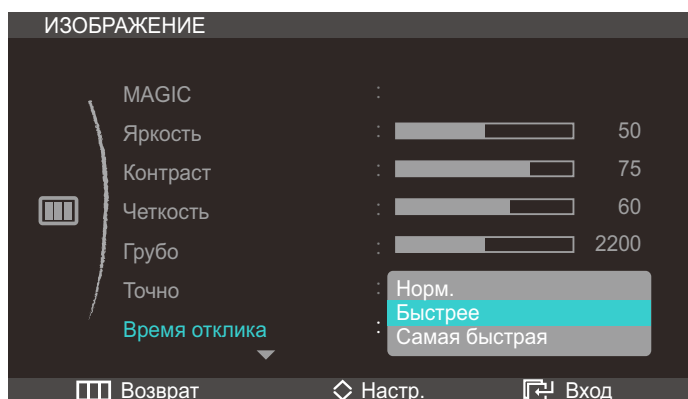 ИЗОБРАЖЕНИЕ
MAGIC :
Яркость : 50
Контраст : 75
Четкость : 60
Грубо : 2200
Точно : Норм.
Быстрее
Время отклика :
Самая быстрая
Возврат Настр. Вход